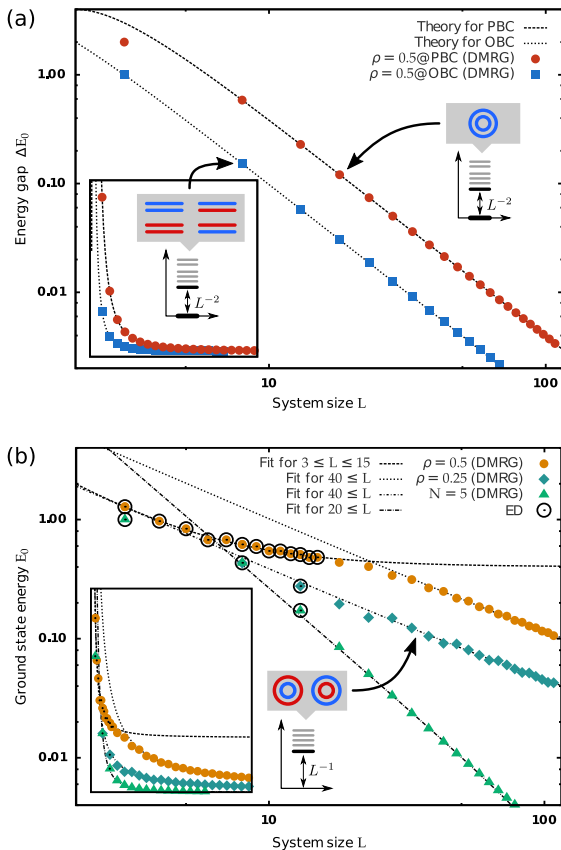 (a)
Theory for PBC
Theory for OBC
ρ = 0.5@PBC (DMRG)
ρ = 0.5@OBC (DMRG)
Energy gap ΔE₀
1.00
0.10
0.01
L⁻²
L⁻²
10
100
System size L
(b)
Fit for 3 ≤ L ≤ 15
Fit for 40 ≤ L
Fit for 40 ≤ L
Fit for 20 ≤ L
ρ = 0.5 (DMRG)
ρ = 0.25 (DMRG)
N = 5 (DMRG)
ED
Ground state energy E₀
1.00
0.10
0.01
L⁻¹
10
100
System size L